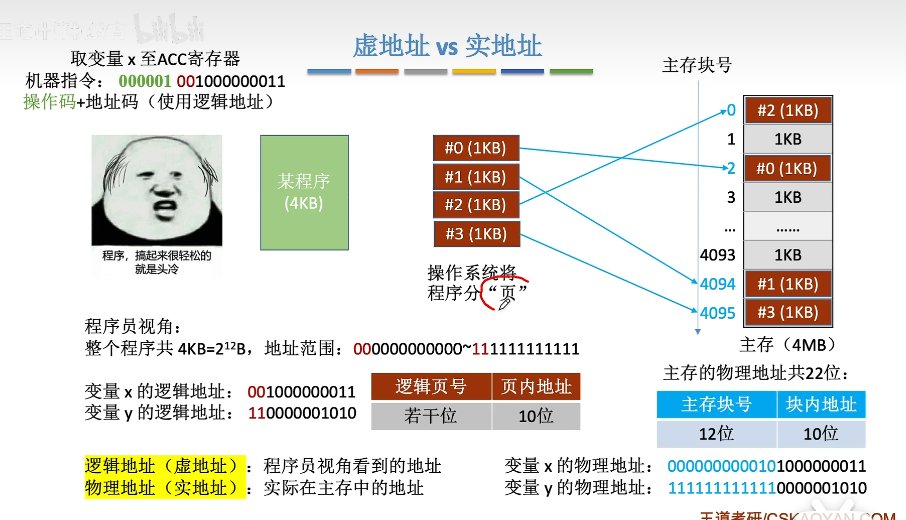 虚地址 vs 实地址
取变量 x 至ACC寄存器
机器指令： 000001 001000000011
操作码+地址码（使用逻辑地址）
程序，搞起来很轻松的
就是头冷
某程序
(4KB)
#0 (1KB)
#1 (1KB)
#2 (1KB)
#3 (1KB)
操作系统将
程序分“页”
主存块号
0 #2 (1KB)
1 1KB
2 #0 (1KB)
3 1KB
... ......
4093 1KB
4094 #1 (1KB)
4095 #3 (1KB)
主存（4MB）
程序员视角：
整个程序共 4KB=2¹²B，地址范围：000000000000~111111111111
变量 x 的逻辑地址： 001000000011
变量 y 的逻辑地址： 110000001010
逻辑页号 页内地址
若干位 10位
主存的物理地址共22位：
主存块号 块内地址
12位 10位
逻辑地址（虚地址）：程序员视角看到的地址
物理地址（实地址）：实际在主存中的地址
变量 x 的物理地址： 0000000000101000000011
变量 y 的物理地址： 1111111111110000001010
王道考研/CSKAOYAN.COM